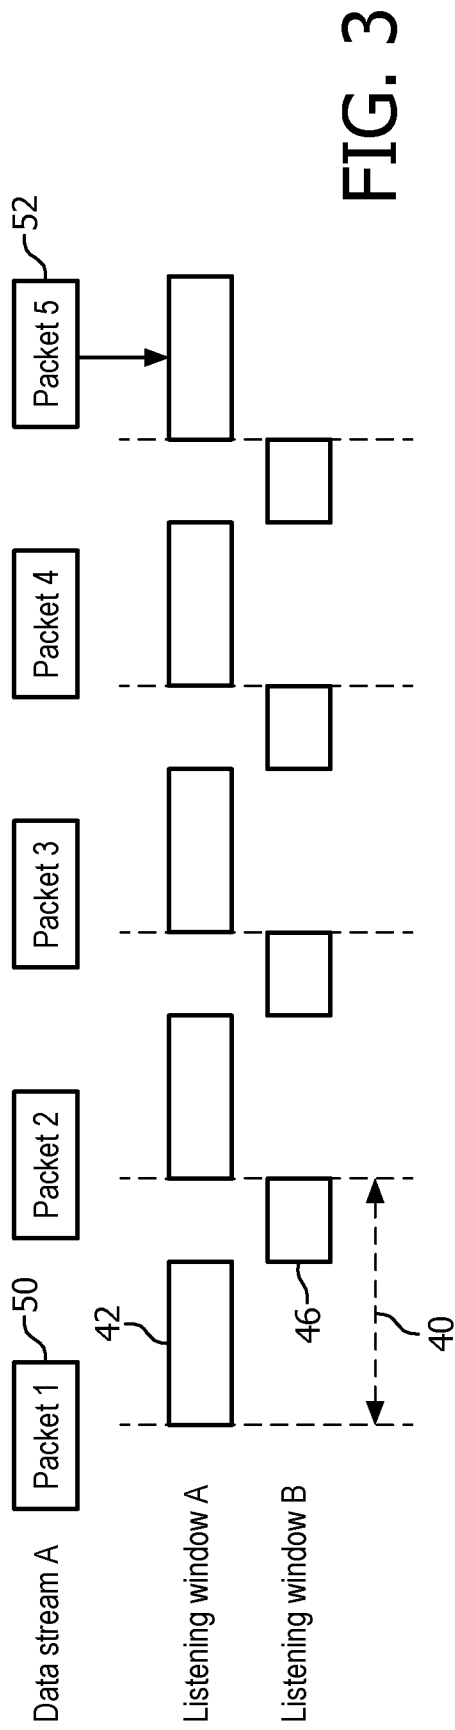 Data stream A
Packet 1
50
Packet 2
Packet 3
Packet 4
Packet 5
52
Listening window A
42
Listening window B
46
40
FIG. 3